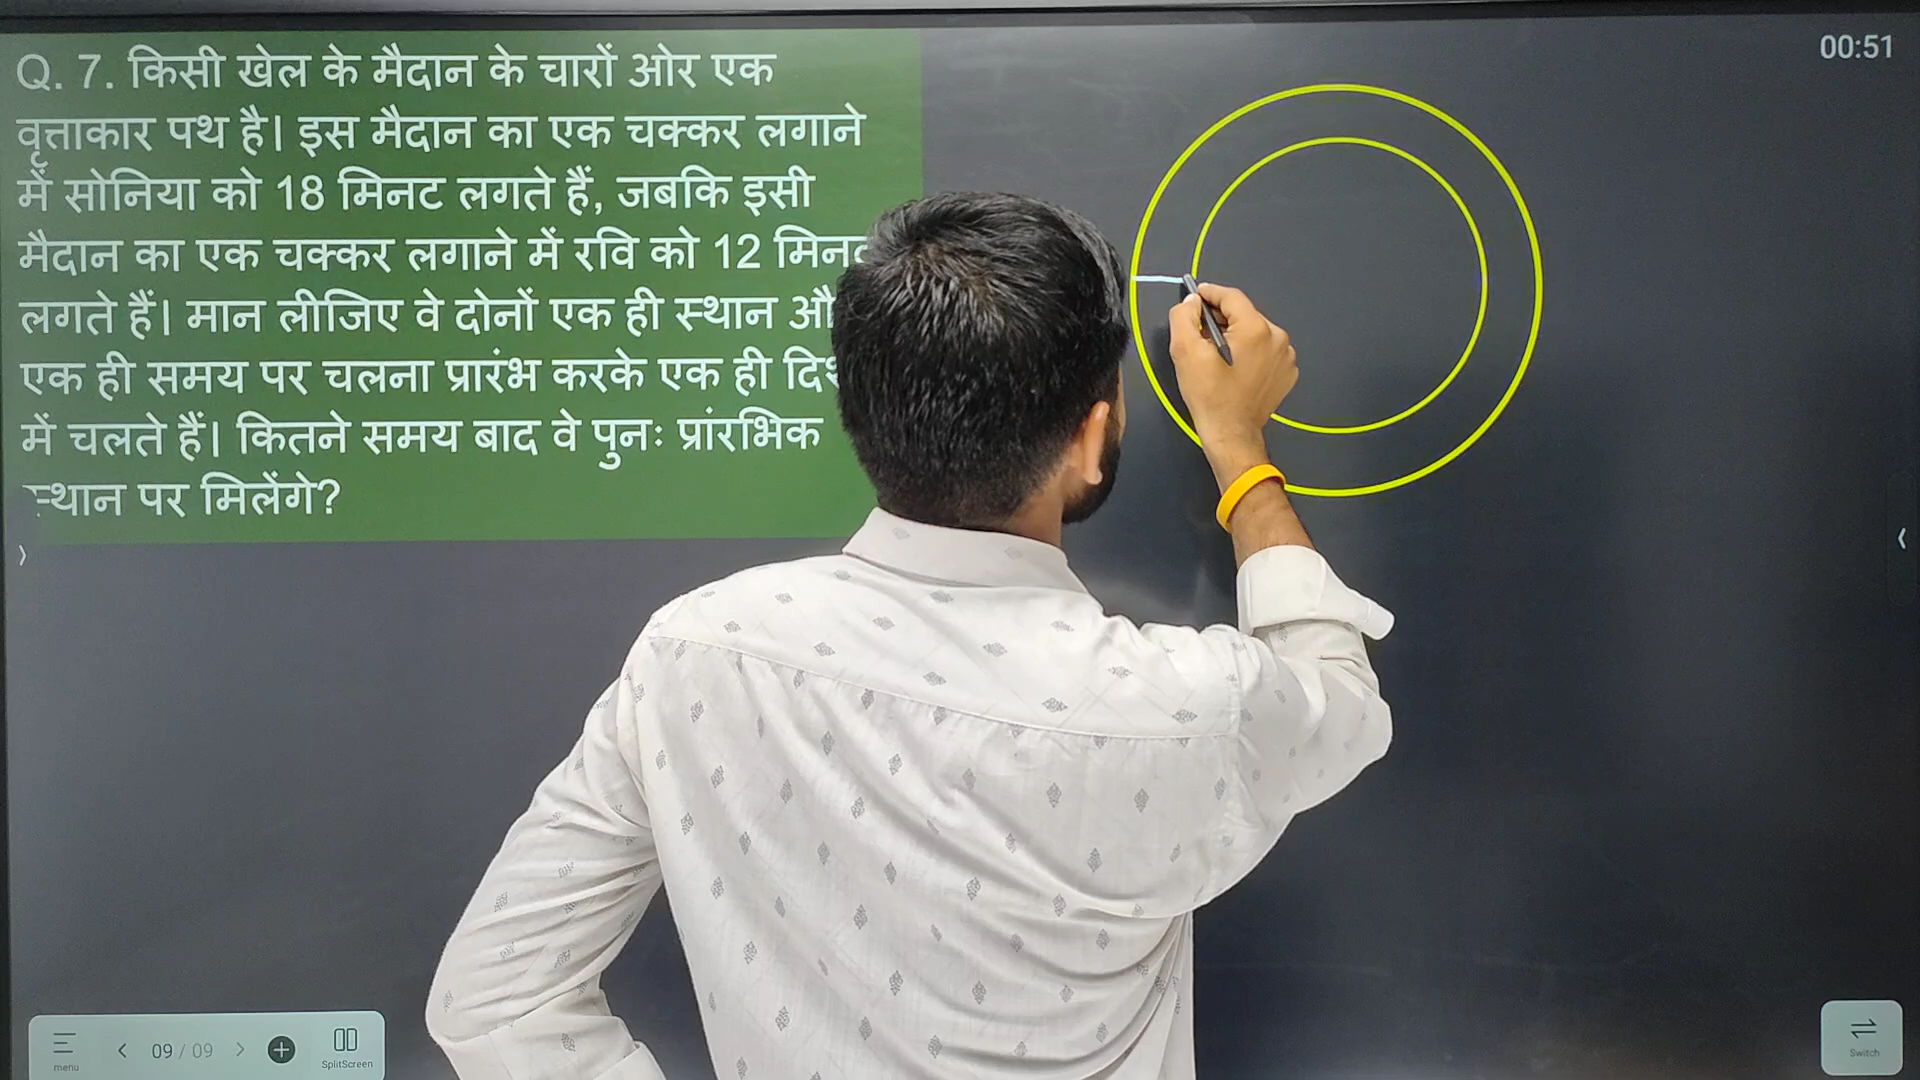 Q. 7. किसी खेल के मैदान के चारों ओर एक
वृत्ताकार पथ है। इस मैदान का एक चक्कर लगाने
में सोनिया को 18 मिनट लगते हैं, जबकि इसी
मैदान का एक चक्कर लगाने में रवि को 12
लगते हैं। मान लीजिए वे दोनों एक ही स्थान
एक ही समय पर चलना प्रारंभ करके एक ही
में चलते हैं। कितने समय बाद वे पुनः प्रांरभिक
स्थान पर मिलेंगे?
00:51
09 / 09
menu
SplitScreen
Switch